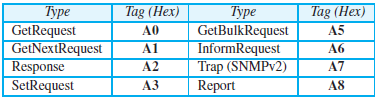 Type Tag (Hex) Type Tag (Hex)
GetRequest A0 GetBulkRequest A5
GetNextRequest A1 InformRequest A6
Response A2 Trap (SNMPv2) A7
SetRequest A3 Report A8